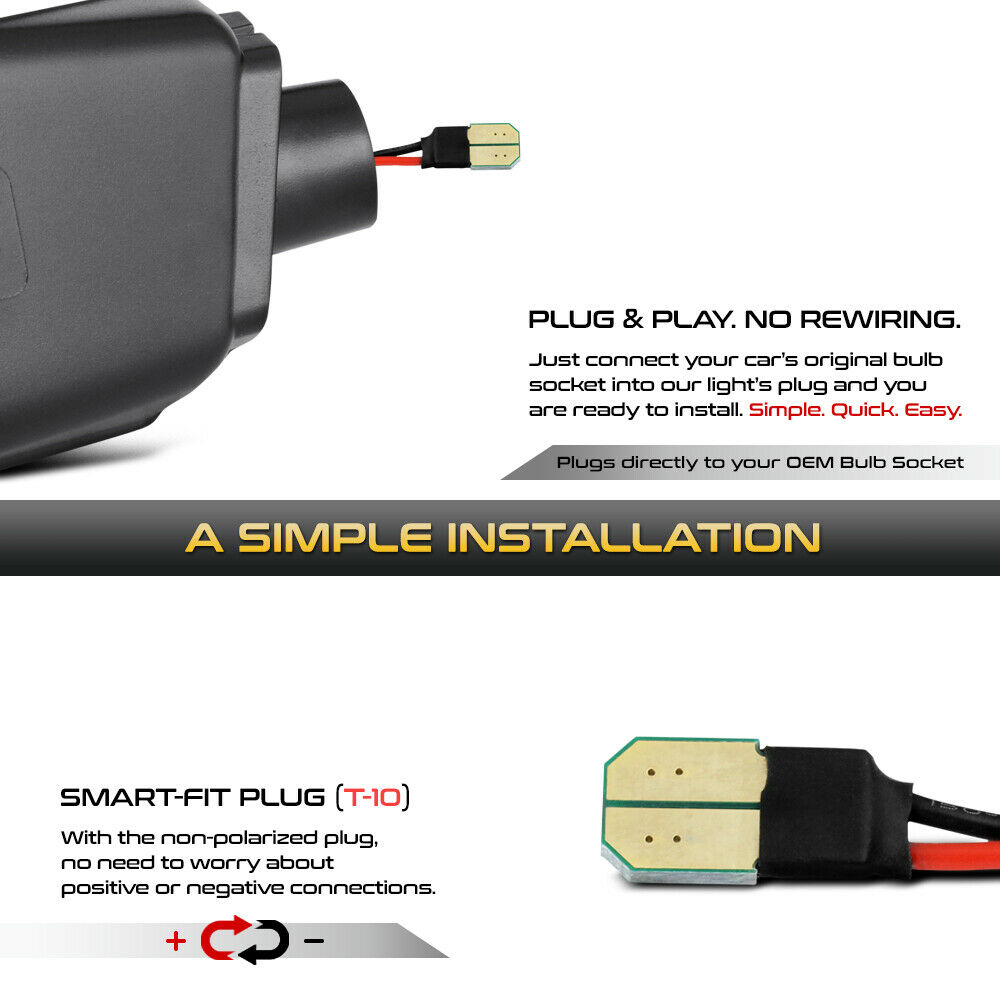 PLUG & PLAY. NO REWIRING.
Just connect your car's original bulb
socket into our light's plug and you
are ready to install. Simple. Quick. Easy.
Plugs directly to your OEM Bulb Socket
A SIMPLE INSTALLATION
SMART-FIT PLUG (T-10)
With the non-polarized plug,
no need to worry about
positive or negative connections.
+ -